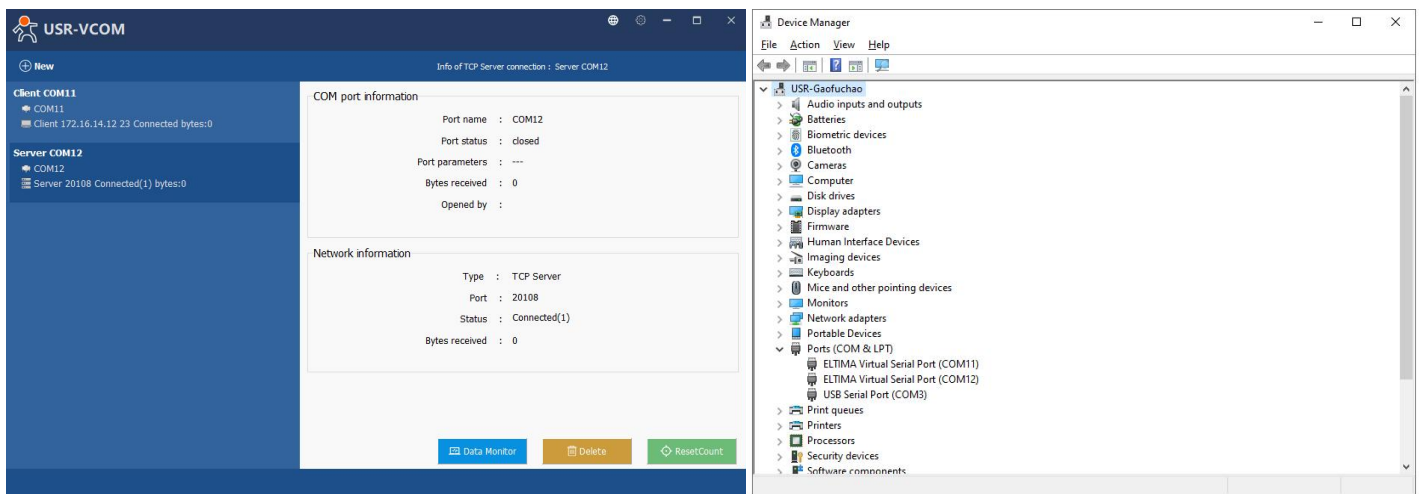 USR-VCOM
New
Info of TCP Server connection : Server COM12
Client COM11
COM11
Client 172.16.14.12 23 Connected bytes:0
Server COM12
COM12
Server 20108 Connected(1) bytes:0
COM port information
Port name : COM12
Port status : closed
Port parameters : ---
Bytes received : 0
Opened by :
Network information
Type : TCP Server
Port : 20108
Status : Connected(1)
Bytes received : 0
Data Monitor
Delete
ResetCount
Device Manager
File Action View Help
USR-Gaofuchao
Audio inputs and outputs
Batteries
Biometric devices
Bluetooth
Cameras
Computer
Disk drives
Display adapters
Firmware
Human Interface Devices
Imaging devices
Keyboards
Mice and other pointing devices
Monitors
Network adapters
Portable Devices
Ports (COM & LPT)
ELTIMA Virtual Serial Port (COM11)
ELTIMA Virtual Serial Port (COM12)
USB Serial Port (COM3)
Print queues
Printers
Processors
Security devices
Software components